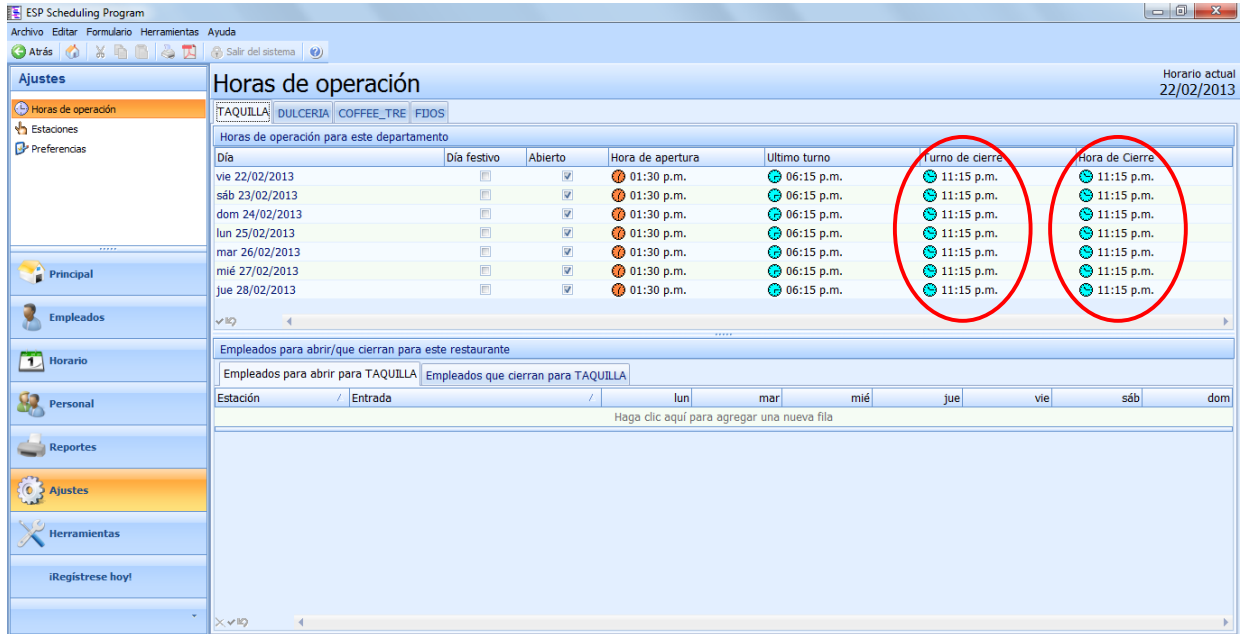 ESP Scheduling Program
Archivo Editar Formulario Herramientas Ayuda
Atrás Salir del sistema
Ajustes
Horas de operación
Estaciones
Preferencias
Principal
Empleados
1 Horario
Personal
Reportes
Ajustes
Herramientas
¡Regístrese hoy!
Horas de operación
Horario actual
22/02/2013
TAQUILLA DULCERIA COFFEE_TRE FIJOS
Horas de operación para este departamento
Día Día festivo Abierto Hora de apertura Ultimo turno Turno de cierre Hora de Cierre
vie 22/02/2013 01:30 p.m. 06:15 p.m. 11:15 p.m. 11:15 p.m.
sáb 23/02/2013 01:30 p.m. 06:15 p.m. 11:15 p.m. 11:15 p.m.
dom 24/02/2013 01:30 p.m. 06:15 p.m. 11:15 p.m. 11:15 p.m.
lun 25/02/2013 01:30 p.m. 06:15 p.m. 11:15 p.m. 11:15 p.m.
mar 26/02/2013 01:30 p.m. 06:15 p.m. 11:15 p.m. 11:15 p.m.
mié 27/02/2013 01:30 p.m. 06:15 p.m. 11:15 p.m. 11:15 p.m.
jue 28/02/2013 01:30 p.m. 06:15 p.m. 11:15 p.m. 11:15 p.m.
Empleados para abrir/que cierran para este restaurante
Empleados para abrir para TAQUILLA Empleados que cierran para TAQUILLA
Estación Entrada lun mar mié jue vie sáb dom
Haga clic aquí para agregar una nueva fila